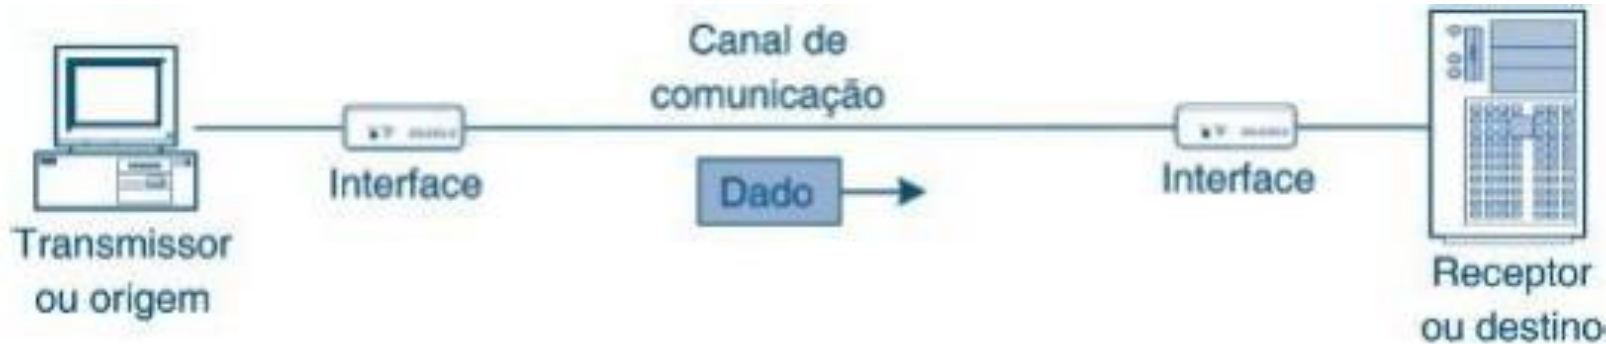 Canal de
comunicação
Interface
Dado
Interface
Transmissor
ou origem
Receptor
ou destino